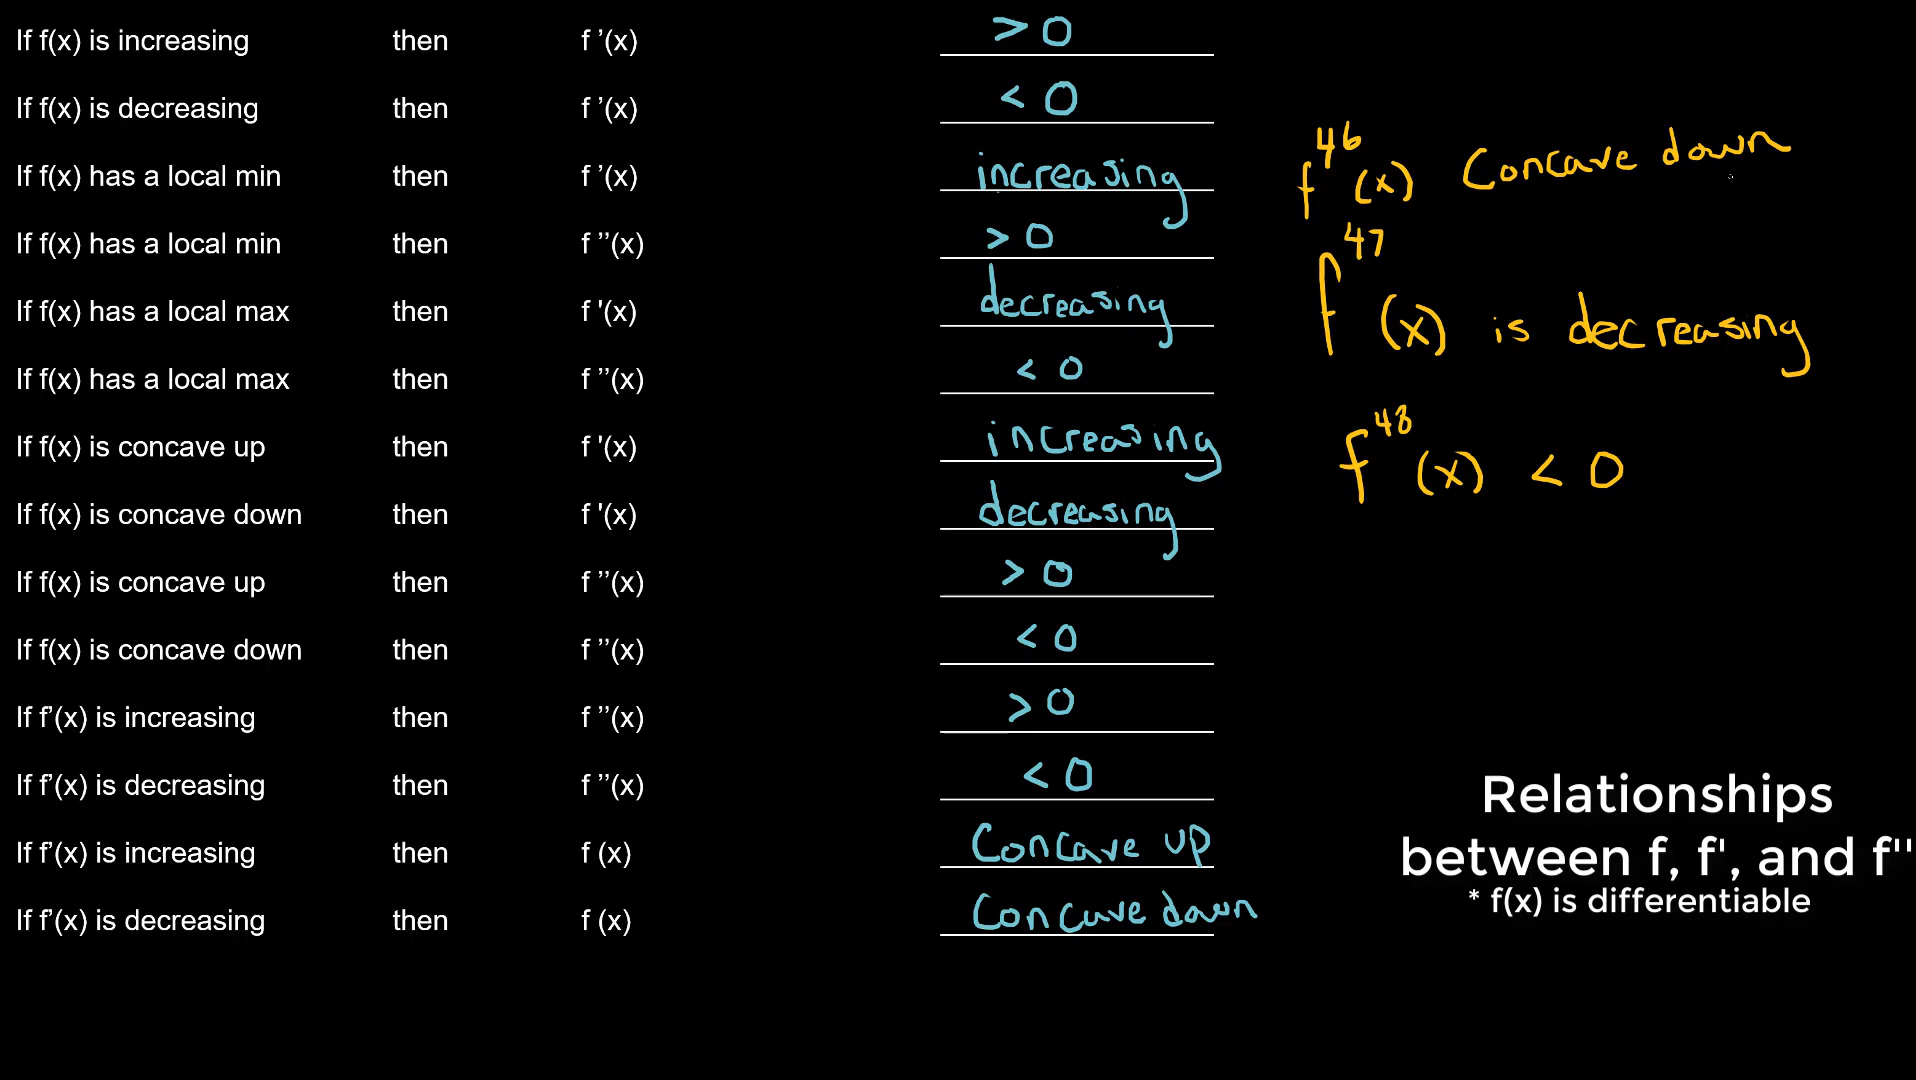 If f(x) is increasing then f ’(x) > 0
If f(x) is decreasing then f ’(x) < 0
If f(x) has a local min then f ’(x) increasing
If f(x) has a local min then f ’’(x) > 0
If f(x) has a local max then f '(x) decreasing
If f(x) has a local max then f ’’(x) < 0
If f(x) is concave up then f '(x) increasing
If f(x) is concave down then f '(x) decreasing
If f(x) is concave up then f ’’(x) > 0
If f(x) is concave down then f ’’(x) < 0
If f’(x) is increasing then f ’’(x) > 0
If f’(x) is decreasing then f ’’(x) < 0
If f’(x) is increasing then f (x) Concave up
If f’(x) is decreasing then f (x) Concave down
f⁴⁶(x) Concave down
f⁴⁷(x) is decreasing
f⁴⁸(x) < 0
Relationships
between f, f', and f''
* f(x) is differentiable